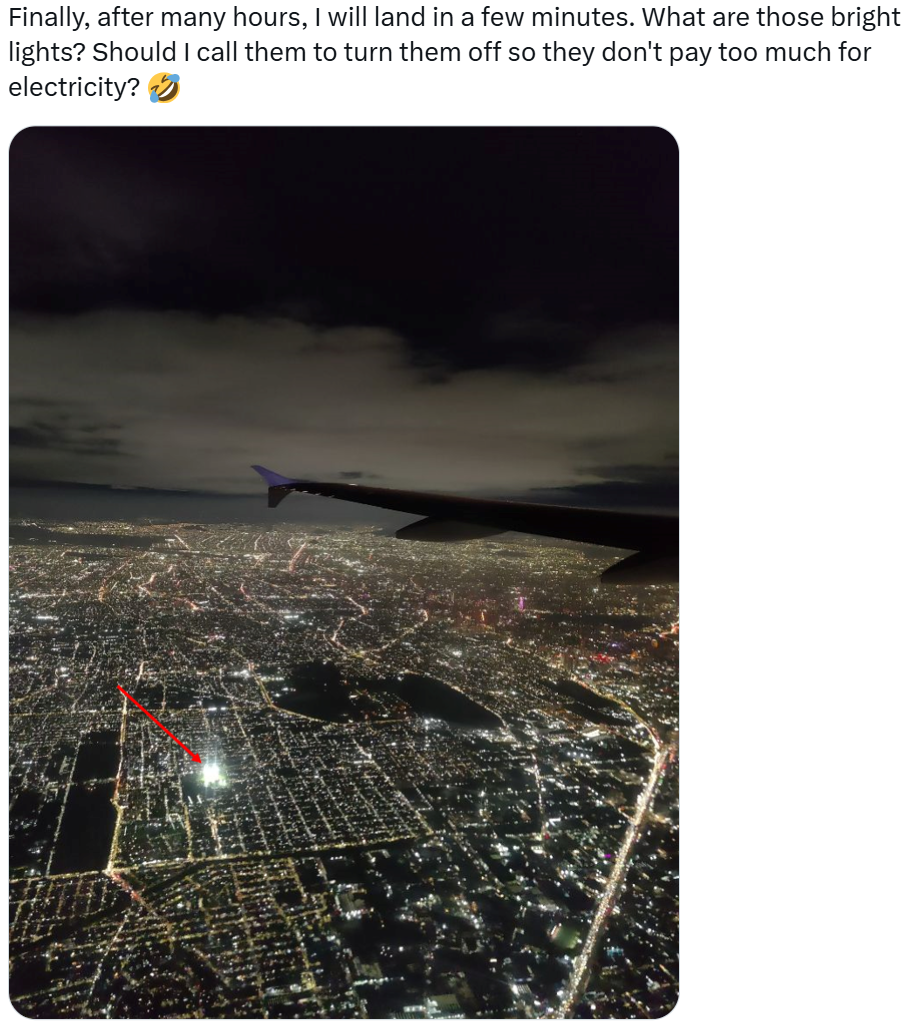 Finally, after many hours, I will land in a few minutes. What are those bright
lights? Should I call them to turn them off so they don't pay too much for
electricity? 🤣